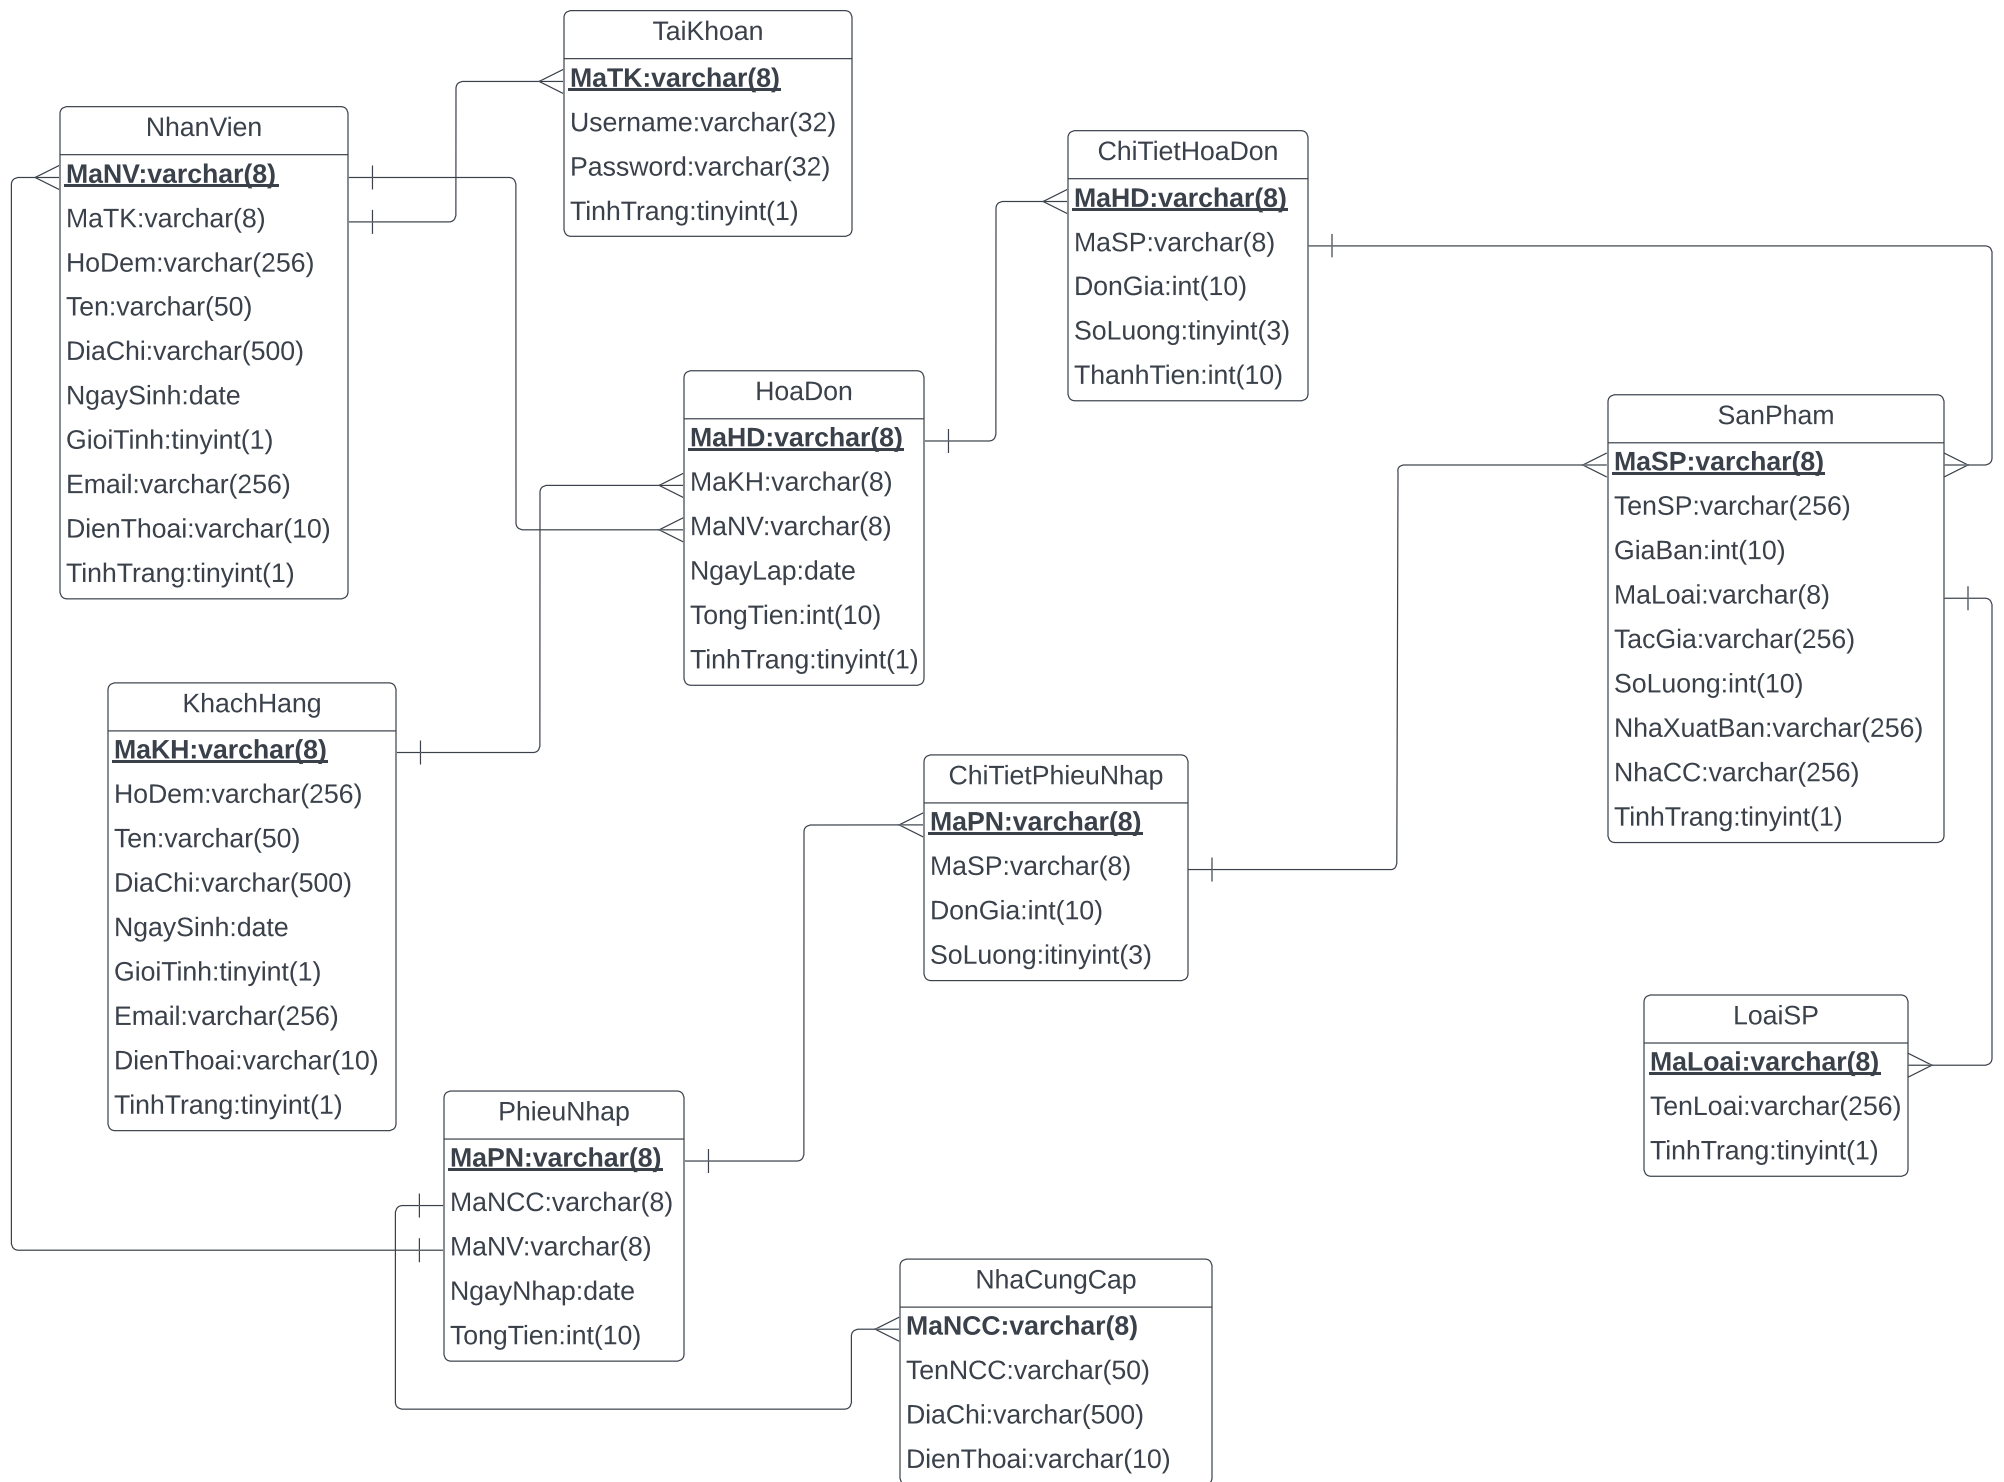 TaiKhoan
MaTK:varchar(8)
Username:varchar(32)
Password:varchar(32)
TinhTrang:tinyint(1)
NhanVien
MaNV:varchar(8)
MaTK:varchar(8)
HoDem:varchar(256)
Ten:varchar(50)
DiaChi:varchar(500)
NgaySinh:date
GioiTinh:tinyint(1)
Email:varchar(256)
DienThoai:varchar(10)
TinhTrang:tinyint(1)
ChiTietHoaDon
MaHD:varchar(8)
MaSP:varchar(8)
DonGia:int(10)
SoLuong:tinyint(3)
ThanhTien:int(10)
HoaDon
MaHD:varchar(8)
MaKH:varchar(8)
MaNV:varchar(8)
NgayLap:date
TongTien:int(10)
TinhTrang:tinyint(1)
SanPham
MaSP:varchar(8)
TenSP:varchar(256)
GiaBan:int(10)
MaLoai:varchar(8)
TacGia:varchar(256)
SoLuong:int(10)
NhaXuatBan:varchar(256)
NhaCC:varchar(256)
TinhTrang:tinyint(1)
KhachHang
MaKH:varchar(8)
HoDem:varchar(256)
Ten:varchar(50)
DiaChi:varchar(500)
NgaySinh:date
GioiTinh:tinyint(1)
Email:varchar(256)
DienThoai:varchar(10)
TinhTrang:tinyint(1)
ChiTietPhieuNhap
MaPN:varchar(8)
MaSP:varchar(8)
DonGia:int(10)
SoLuong:itinyint(3)
LoaiSP
MaLoai:varchar(8)
TenLoai:varchar(256)
TinhTrang:tinyint(1)
PhieuNhap
MaPN:varchar(8)
MaNCC:varchar(8)
MaNV:varchar(8)
NgayNhap:date
TongTien:int(10)
NhaCungCap
MaNCC:varchar(8)
TenNCC:varchar(50)
DiaChi:varchar(500)
DienThoai:varchar(10)